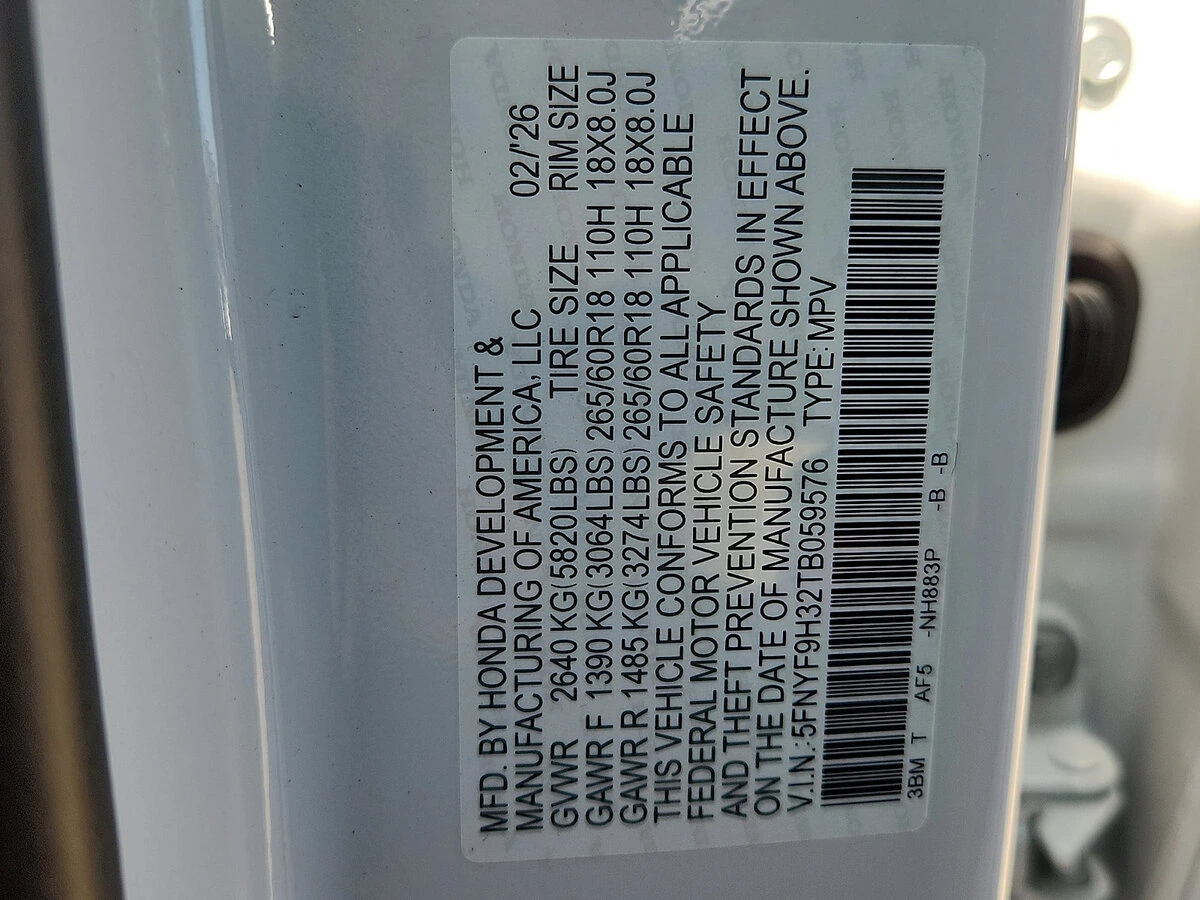 MFD. BY HONDA DEVELOPMENT &
MANUFACTURING OF AMERICA, LLC 02/'26
GVWR 2640 KG(5820LBS) TIRE SIZE RIM SIZE
GAWR F 1390 KG(3064LBS) 265/60R18 110H 18X8.0J
GAWR R 1485 KG(3274LBS) 265/60R18 110H 18X8.0J
THIS VEHICLE CONFORMS TO ALL APPLICABLE
FEDERAL MOTOR VEHICLE SAFETY
AND THEFT PREVENTION STANDARDS IN EFFECT
ON THE DATE OF MANUFACTURE SHOWN ABOVE.
V.I.N.:5FNYF9H32TB059576 TYPE:MPV
3BM T AF5 -NH883P -B -B